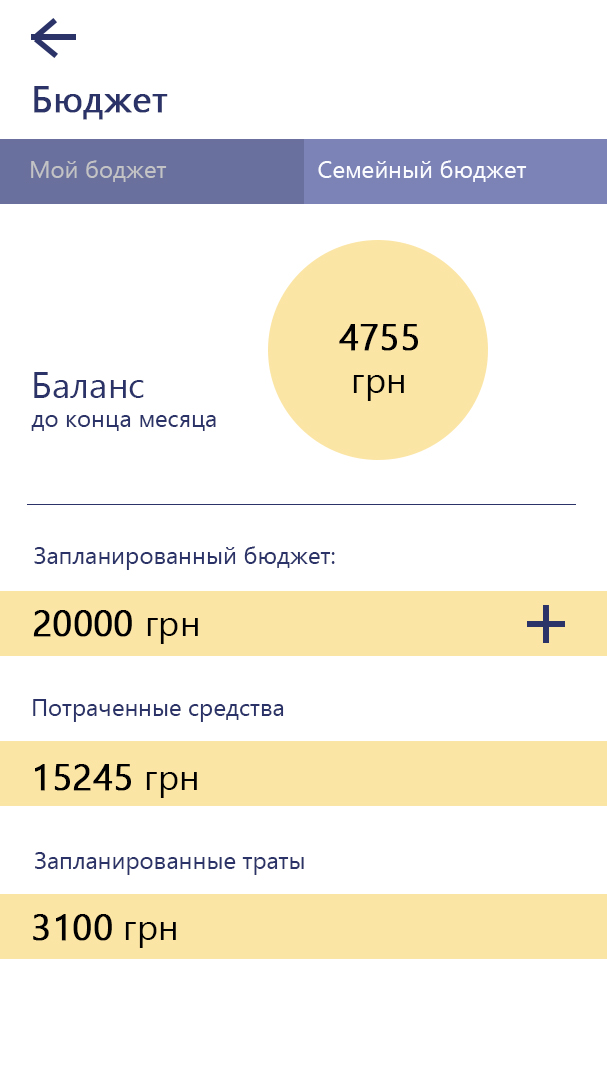 Бюджет
Мой боджет
Семейный бюджет
4755
грн
Баланс
до конца месяца
Запланированный бюджет:
20000 грн
Потраченные средства
15245 грн
Запланированные траты
3100 грн